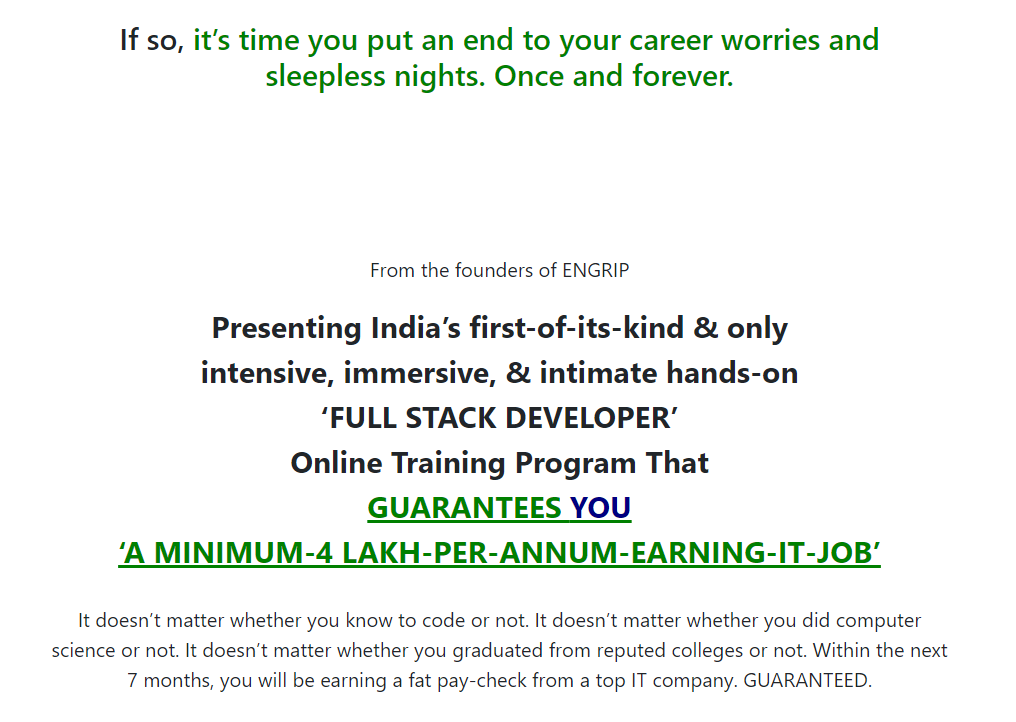 If so, it’s time you put an end to your career worries and
sleepless nights. Once and forever.
From the founders of ENGRIP
Presenting India’s first-of-its-kind & only
intensive, immersive, & intimate hands-on
‘FULL STACK DEVELOPER’
Online Training Program That
GUARANTEES YOU
‘A MINIMUM-4 LAKH-PER-ANNUM-EARNING-IT-JOB’
It doesn’t matter whether you know to code or not. It doesn’t matter whether you did computer
science or not. It doesn’t matter whether you graduated from reputed colleges or not. Within the next
7 months, you will be earning a fat pay-check from a top IT company. GUARANTEED.